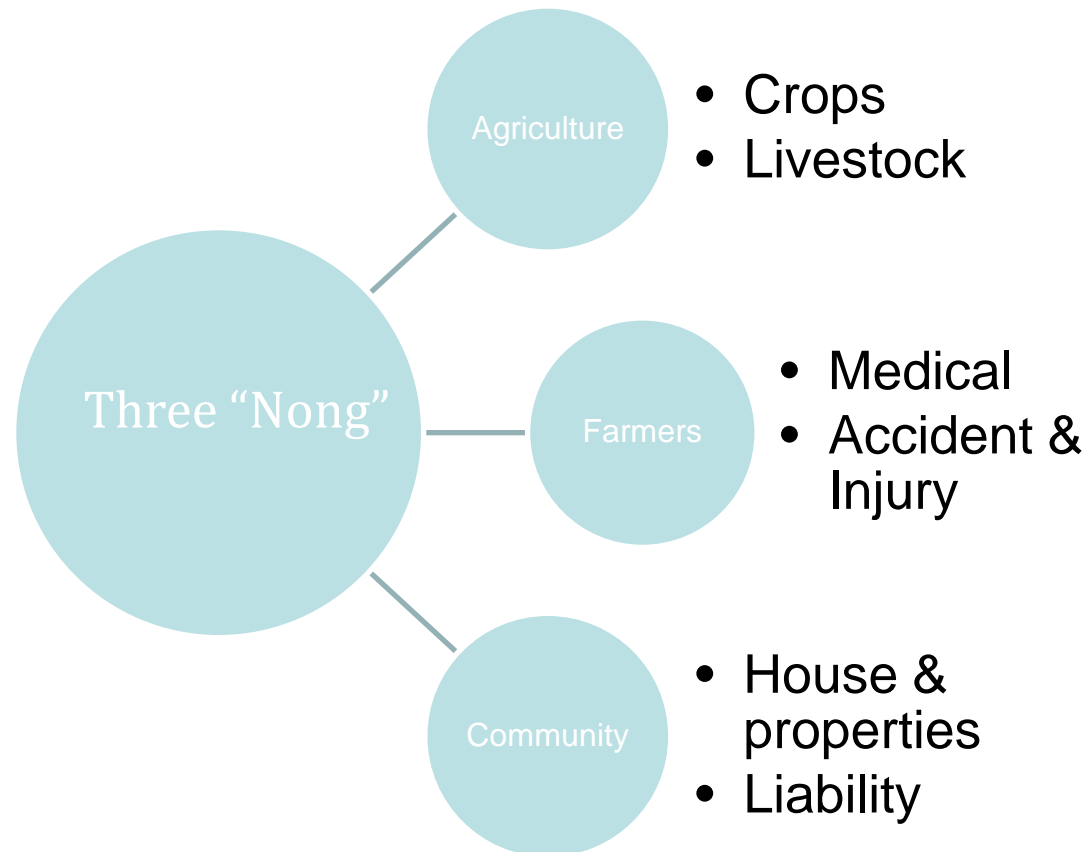 Agriculture
• Crops
• Livestock
Three “Nong”
Farmers
• Medical
• Accident &
Injury
Community
• House &
properties
• Liability